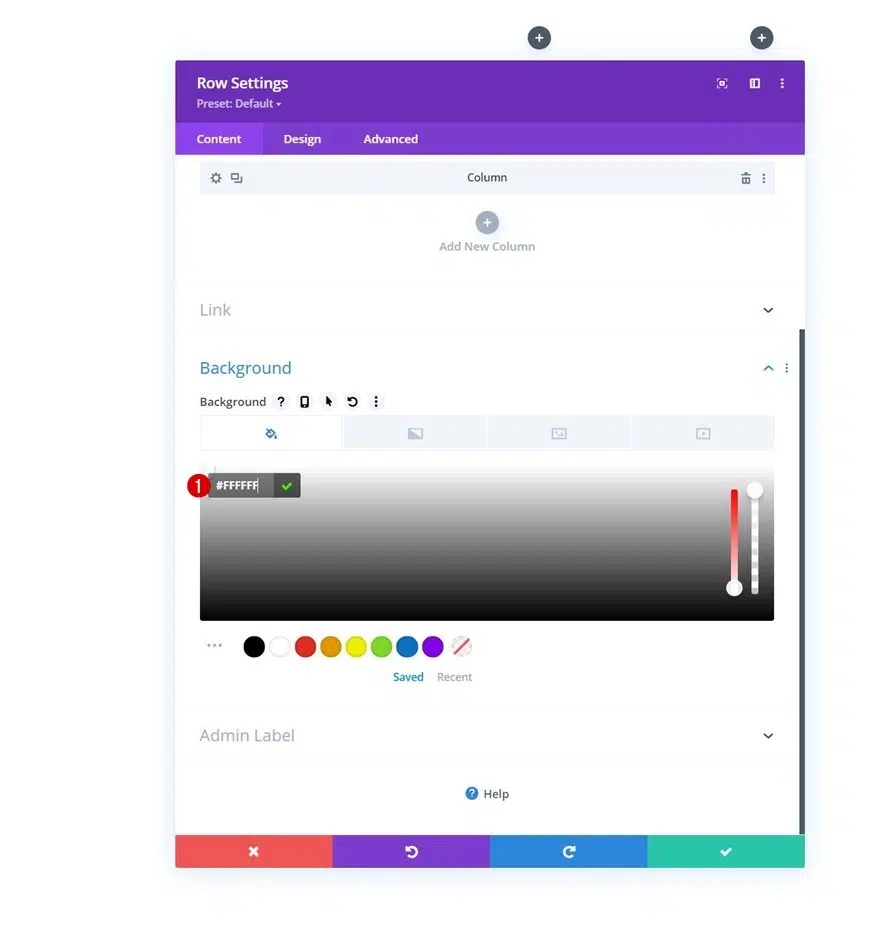 Row Settings
Preset: Default
Content Design Advanced
Column
Add New Column
Link
Background
Background ?
1 #FFFFFF
Saved Recent
Admin Label
? Help